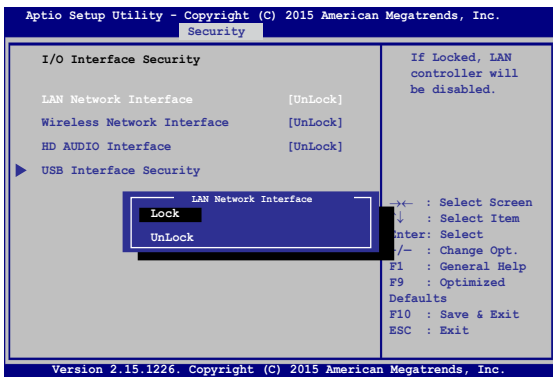 Aptio Setup Utility - Copyright (C) 2015 American Megatrends, Inc.
Security
I/O Interface Security
LAN Network Interface [UnLock]
Wireless Network Interface [UnLock]
HD AUDIO Interface [UnLock]
USB Interface Security
LAN Network Interface
Lock
UnLock
If Locked, LAN
controller will
be disabled.
→← : Select Screen
↑↓ : Select Item
Enter: Select
+/— : Change Opt.
F1 : General Help
F9 : Optimized
Defaults
F10 : Save & Exit
ESC : Exit
Version 2.15.1226. Copyright (C) 2015 American Megatrends, Inc.